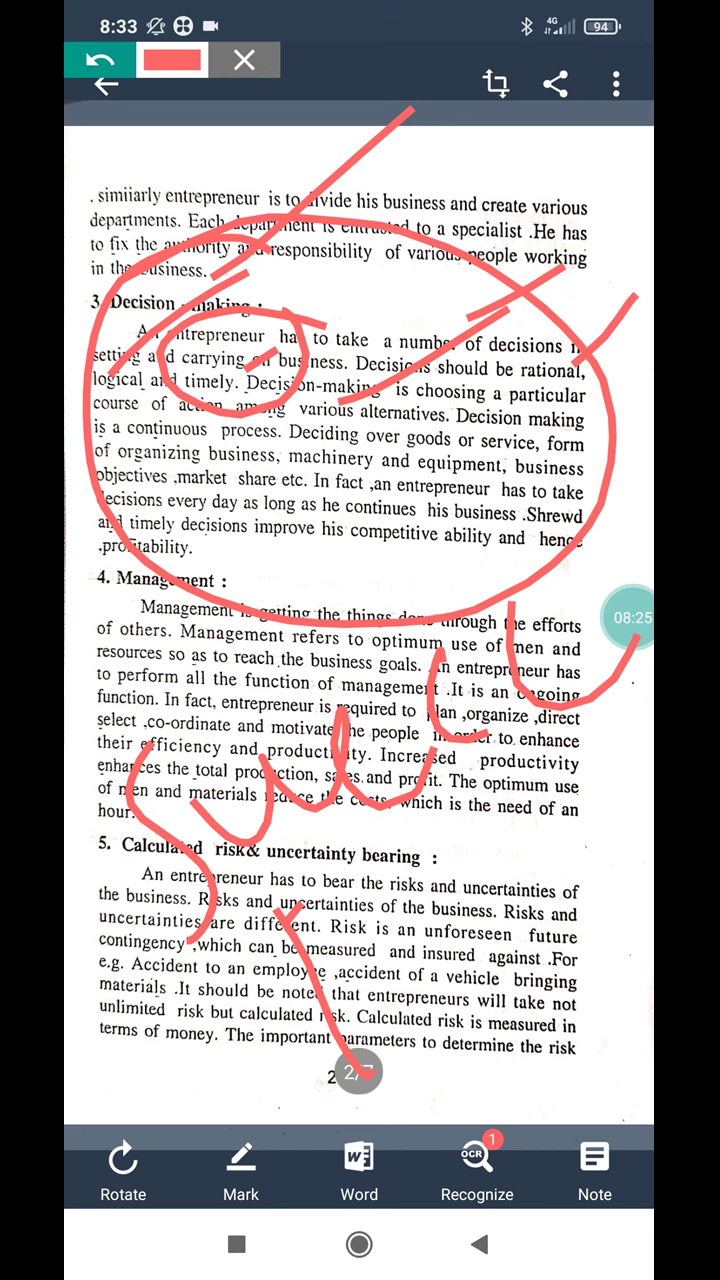 8:33
4G
94
. simiiarly entrepreneur is to divide his business and create various
departments. Each department is entrusted to a specialist .He has
to fix the authority and responsibility of various people working
in the business.
3. Decision - making :
An entrepreneur has to take a number of decisions in
setting and carrying on business. Decisions should be rational,
logical and timely. Decision-making is choosing a particular
course of action among various alternatives. Decision making
is a continuous process. Deciding over goods or service, form
of organizing business, machinery and equipment, business
objectives ,market share etc. In fact ,an entrepreneur has to take
decisions every day as long as he continues his business .Shrewd
and timely decisions improve his competitive ability and hence
.profitability.
4. Management :
Management is getting the things done through the efforts
of others. Management refers to optimum use of men and
resources so as to reach the business goals. An entrepreneur has
to perform all the function of management .It is an ongoing
function. In fact, entrepreneur is required to plan ,organize ,direct
select ,co-ordinate and motivate the people in order to enhance
their efficiency and productivity. Increased productivity
enhances the total production, sales and profit. The optimum use
of men and materials reduce the costs, which is the need of an
hour.
08:25
5. Calculated risk& uncertainty bearing :
An entrepreneur has to bear the risks and uncertainties of
the business. Risks and uncertainties of the business. Risks and
uncertainties are different. Risk is an unforeseen future
contingency ,which can be measured and insured against .For
e.g. Accident to an employee ,accident of a vehicle bringing
materials .It should be noted that entrepreneurs will take not
unlimited risk but calculated risk. Calculated risk is measured in
terms of money. The important parameters to determine the risk
2
2/7
1
W
OCR
Rotate Mark Word Recognize Note